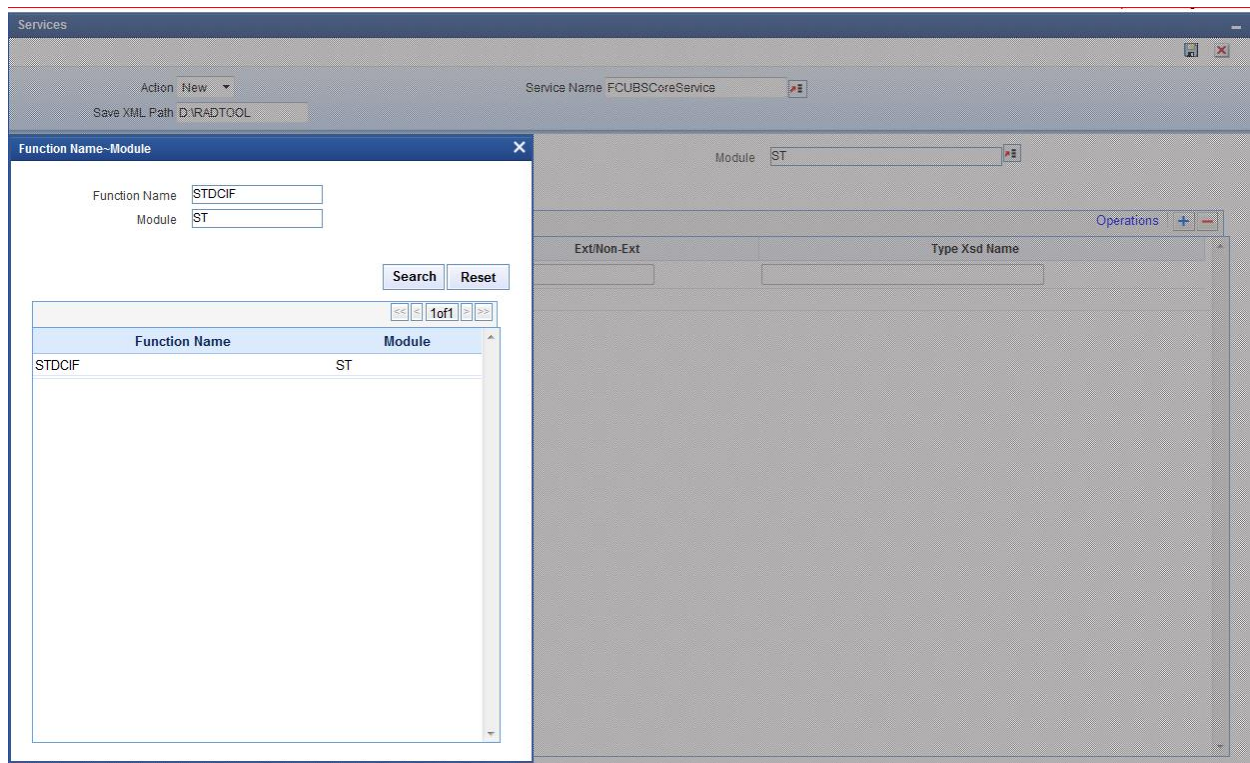 Services
Action New
Service Name FCUBSCoreService
Save XML Path D:\RADTOOL
Function Name~Module
Module ST
Function Name STDCIF
Module ST
Operations + −
Ext/Non-Ext Type Xsd Name
Search Reset
<< < 1of1 > >>
Function Name Module
STDCIF ST